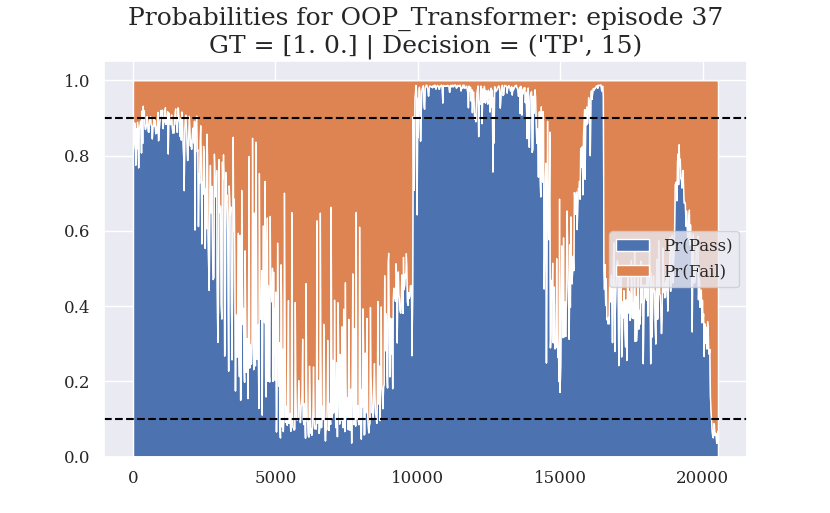 Probabilities for OOP_Transformer: episode 37
GT = [1. 0.] | Decision = ('TP', 15)
1.0
0.8
0.6
0.4
0.2
0.0
Pr(Pass)
Pr(Fail)
0
5000
10000
15000
20000